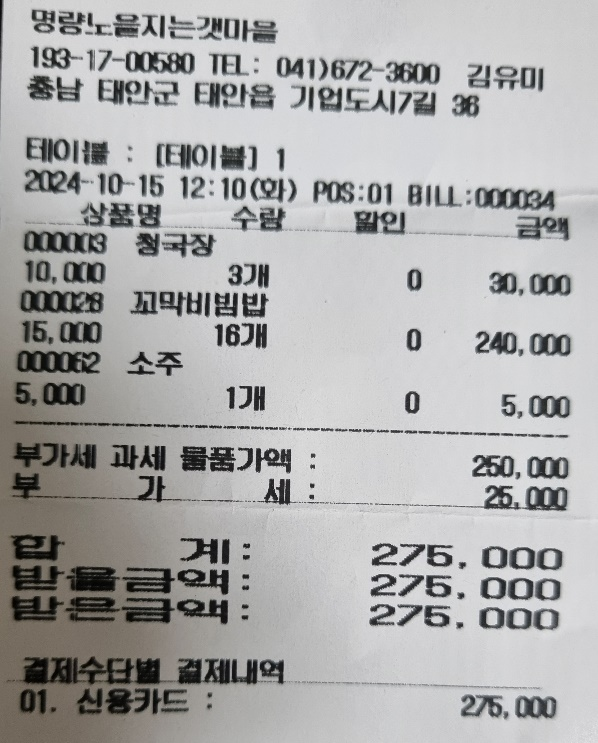 명량노을지는갯마을
193-17-00580 TEL: 041)672-3600 김유미
충남 태안군 태안읍 기업도시7길 36
테이블 : [테이블] 1
2024-10-15 12:10(화) POS:01 BILL:000034
상품명 수량 할인 금액
000003 청국장
10,000 3개 0 30,000
000028 꼬막비빔밥
15,000 16개 0 240,000
000062 소주
5,000 1개 0 5,000
부가세 과세 물품가액 : 250,000
부 가 세 : 25,000
합 계 : 275,000
받을금액 : 275,000
받은금액 : 275,000
결제수단별 결제내역
01. 신용카드 : 275,000